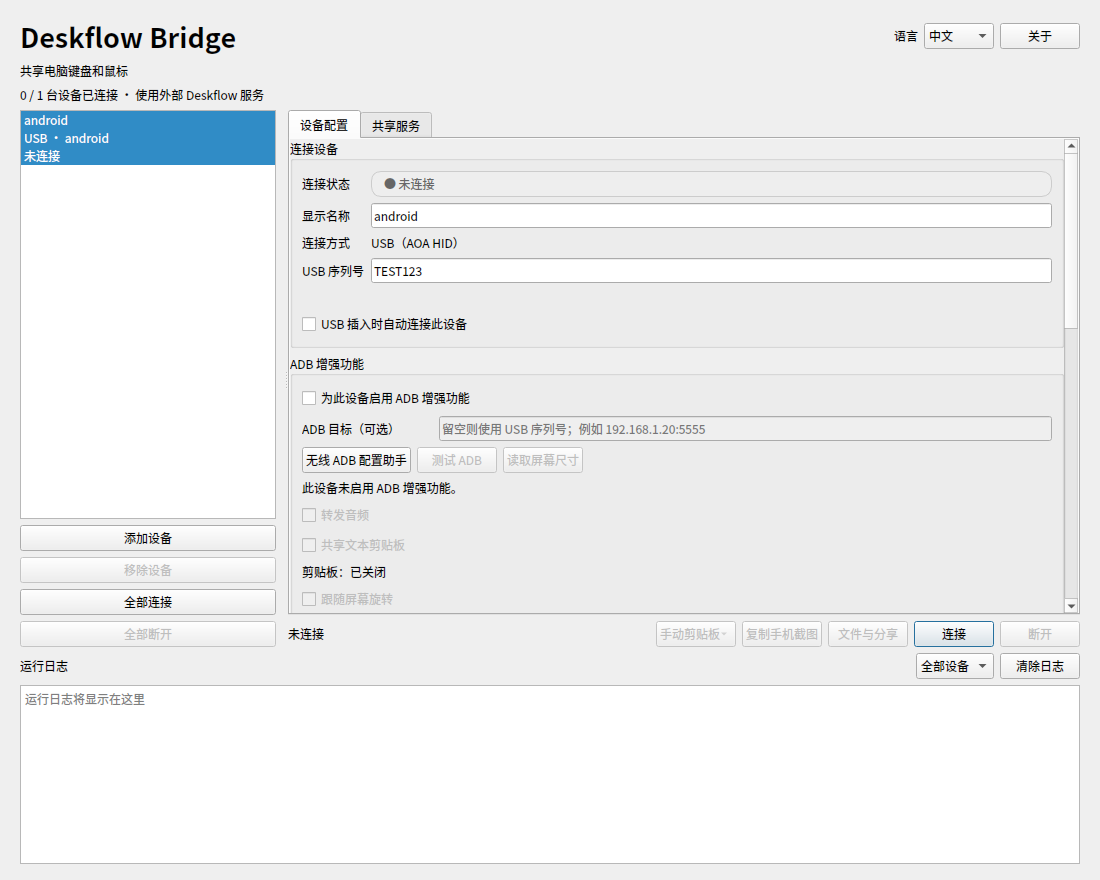 Deskflow Bridge
语言 中文 关于
共享电脑键盘和鼠标
0 / 1 台设备已连接 · 使用外部 Deskflow 服务
android
USB · android
未连接
添加设备
移除设备
全部连接
全部断开
设备配置 共享服务
连接设备
连接状态 ● 未连接
显示名称 android
连接方式 USB（AOA HID）
USB 序列号 TEST123
USB 插入时自动连接此设备
ADB 增强功能
为此设备启用 ADB 增强功能
ADB 目标（可选） 留空则使用 USB 序列号；例如 192.168.1.20:5555
无线 ADB 配置助手 测试 ADB 读取屏幕尺寸
此设备未启用 ADB 增强功能。
转发音频
共享文本剪贴板
剪贴板：已关闭
跟随屏幕旋转
未连接 手动剪贴板 复制手机截图 文件与分享 连接 断开
运行日志 全部设备 清除日志
运行日志将显示在这里